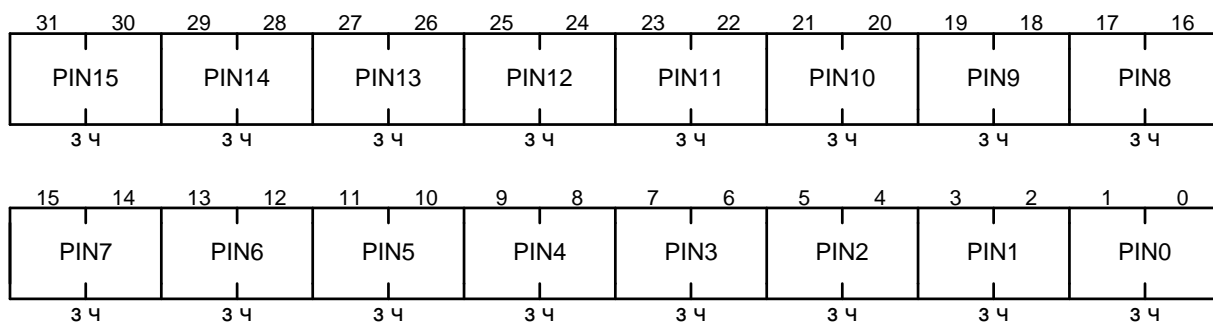 31 30 29 28 27 26 25 24 23 22 21 20 19 18 17 16
PIN15 PIN14 PIN13 PIN12 PIN11 PIN10 PIN9 PIN8
З Ч З Ч З Ч З Ч З Ч З Ч З Ч З Ч
15 14 13 12 11 10 9 8 7 6 5 4 3 2 1 0
PIN7 PIN6 PIN5 PIN4 PIN3 PIN2 PIN1 PIN0
З Ч З Ч З Ч З Ч З Ч З Ч З Ч З Ч